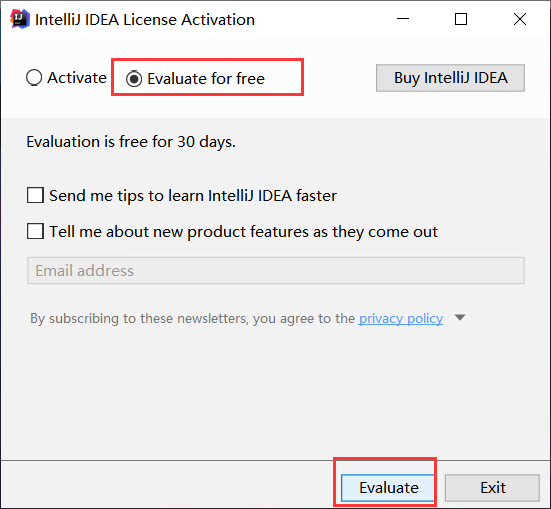 IntelliJ IDEA License Activation
Activate Evaluate for free Buy IntelliJ IDEA
Evaluation is free for 30 days.
Send me tips to learn IntelliJ IDEA faster
Tell me about new product features as they come out
Email address
By subscribing to these newsletters, you agree to the privacy policy
Evaluate Exit